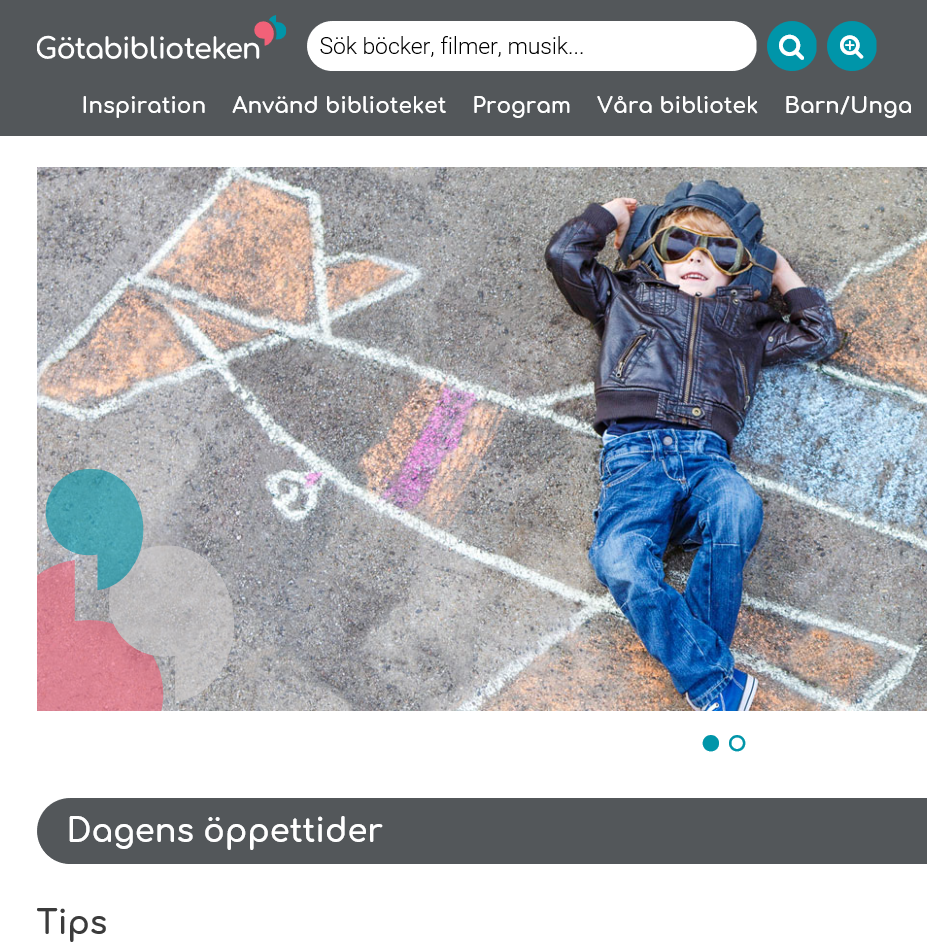 Götabiblioteken
Sök böcker, filmer, musik...
Inspiration Använd biblioteket Program Våra bibliotek Barn/Unga
Dagens öppettider
Tips